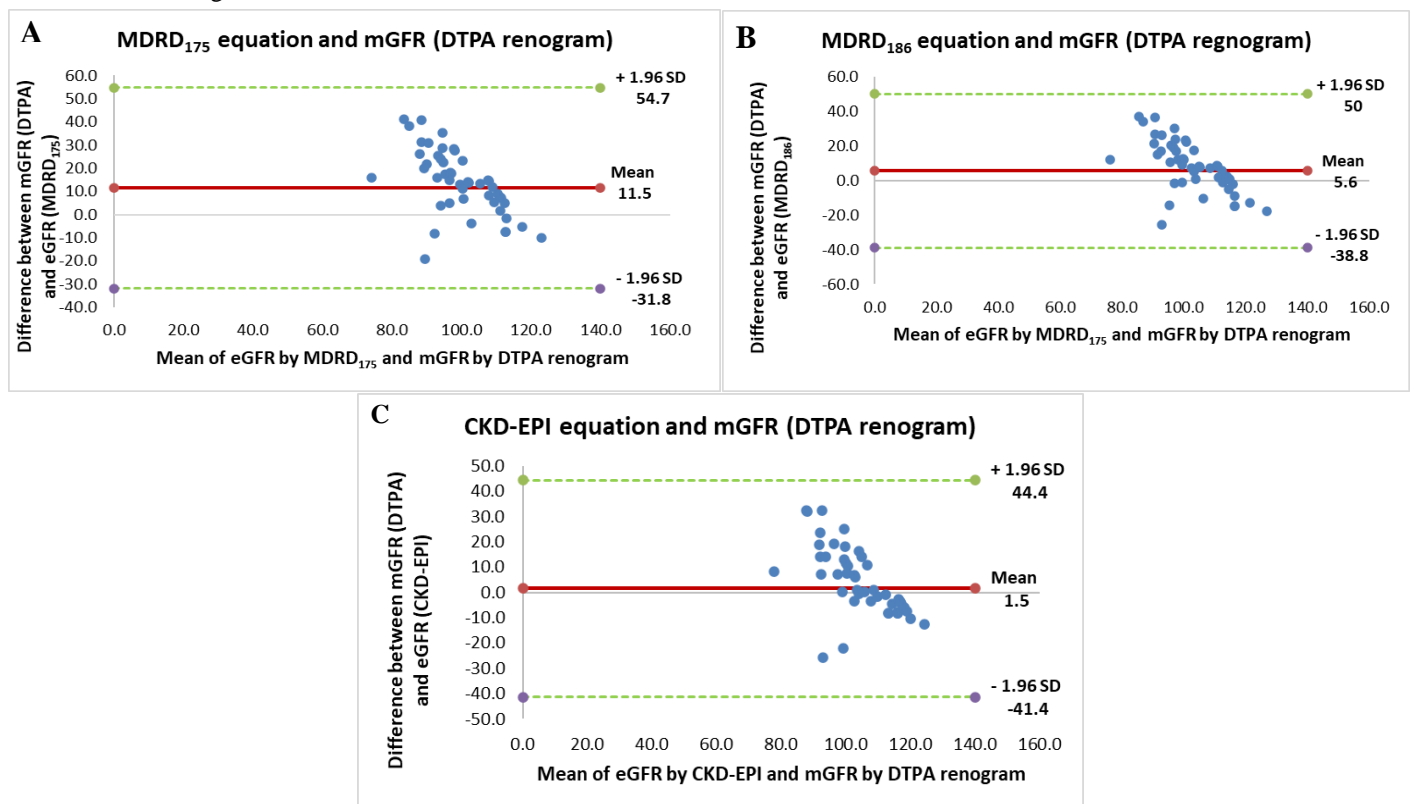 A
MDRD175 equation and mGFR (DTPA renogram)
Difference between mGFR (DTPA)
and eGFR (MDRD175)
60.0
50.0
40.0
30.0
20.0
10.0
0.0
-10.0
-20.0
-30.0
-40.0
+ 1.96 SD
54.7
Mean
11.5
- 1.96 SD
-31.8
0.0 20.0 40.0 60.0 80.0 100.0 120.0 140.0 160.0
Mean of eGFR by MDRD175 and mGFR by DTPA renogram
B
MDRD186 equation and mGFR (DTPA regnogram)
Difference between mGFR (DTPA)
and eGFR (MDRD186)
60.0
40.0
20.0
0.0
-20.0
-40.0
-60.0
+ 1.96 SD
50
Mean
5.6
- 1.96 SD
-38.8
0.0 20.0 40.0 60.0 80.0 100.0 120.0 140.0 160.0
Mean of eGFR by MDRD175 and mGFR by DTPA renogram
C
CKD-EPI equation and mGFR (DTPA renogram)
Difference between mGFR (DTPA)
and eGFR (CKD-EPI)
50.0
40.0
30.0
20.0
10.0
0.0
-10.0
-20.0
-30.0
-40.0
-50.0
+ 1.96 SD
44.4
Mean
1.5
- 1.96 SD
-41.4
0.0 20.0 40.0 60.0 80.0 100.0 120.0 140.0 160.0
Mean of eGFR by CKD-EPI and mGFR by DTPA renogram